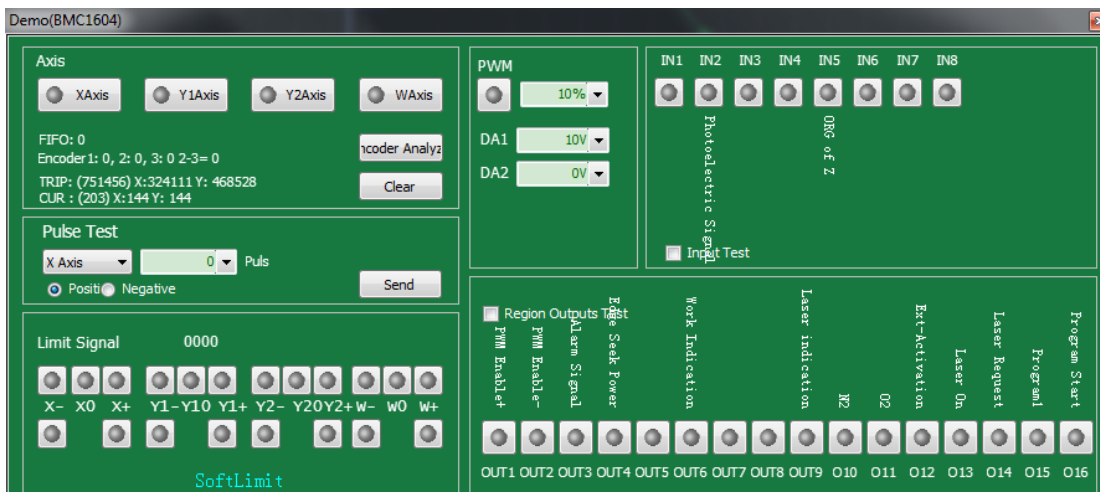 Demo(BMC1604)
Axis
XAxis Y1Axis Y2Axis WAxis
FIFO: 0
Encoder1: 0, 2: 0, 3: 0 2-3= 0
ncoder Analyz
TRIP: (751456) X:324111 Y: 468528
CUR : (203) X:144 Y: 144
Clear
Pulse Test
X Axis 0 Puls
Positi Negative
Send
Limit Signal 0000
X- X0 X+ Y1- Y10 Y1+ Y2- Y20 Y2+ W- W0 W+
SoftLimit
PWM
10%
DA1 10V
DA2 0V
IN1 IN2 IN3 IN4 IN5 IN6 IN7 IN8
Photoelectric Signal
ORG of Z
Input Test
Region Outputs Test
PWM Enable+
PWM Enable-
Alarm Signal
Edge Seek Power
Work Indication
Laser indication
N2
O2
Ext-Activation
Laser On
Laser Request
Program1
Program Start
OUT1 OUT2 OUT3 OUT4 OUT5 OUT6 OUT7 OUT8 OUT9 O10 O11 O12 O13 O14 O15 O16